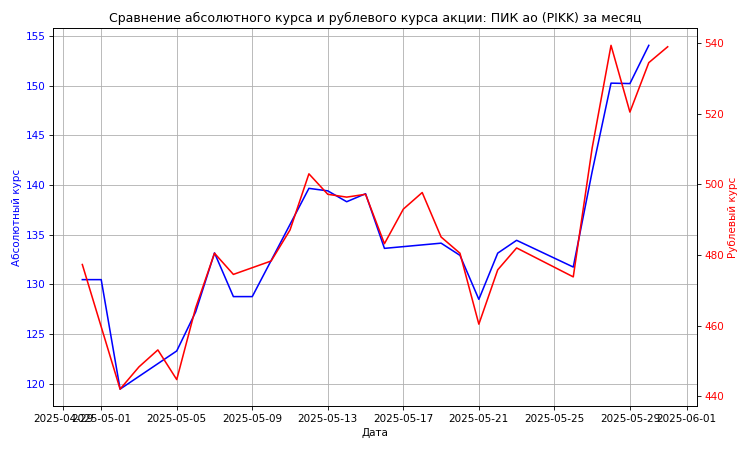 Сравнение абсолютного курса и рублевого курса акции: ПИК ао (PIKK) за месяц
155
150
145
140
135
130
125
120
Абсолютный курс
540
520
500
480
460
440
Рублевый курс
2025-04-29 2025-05-01 2025-05-05 2025-05-09 2025-05-13 2025-05-17 2025-05-21 2025-05-25 2025-05-29 2025-06-01
Дата